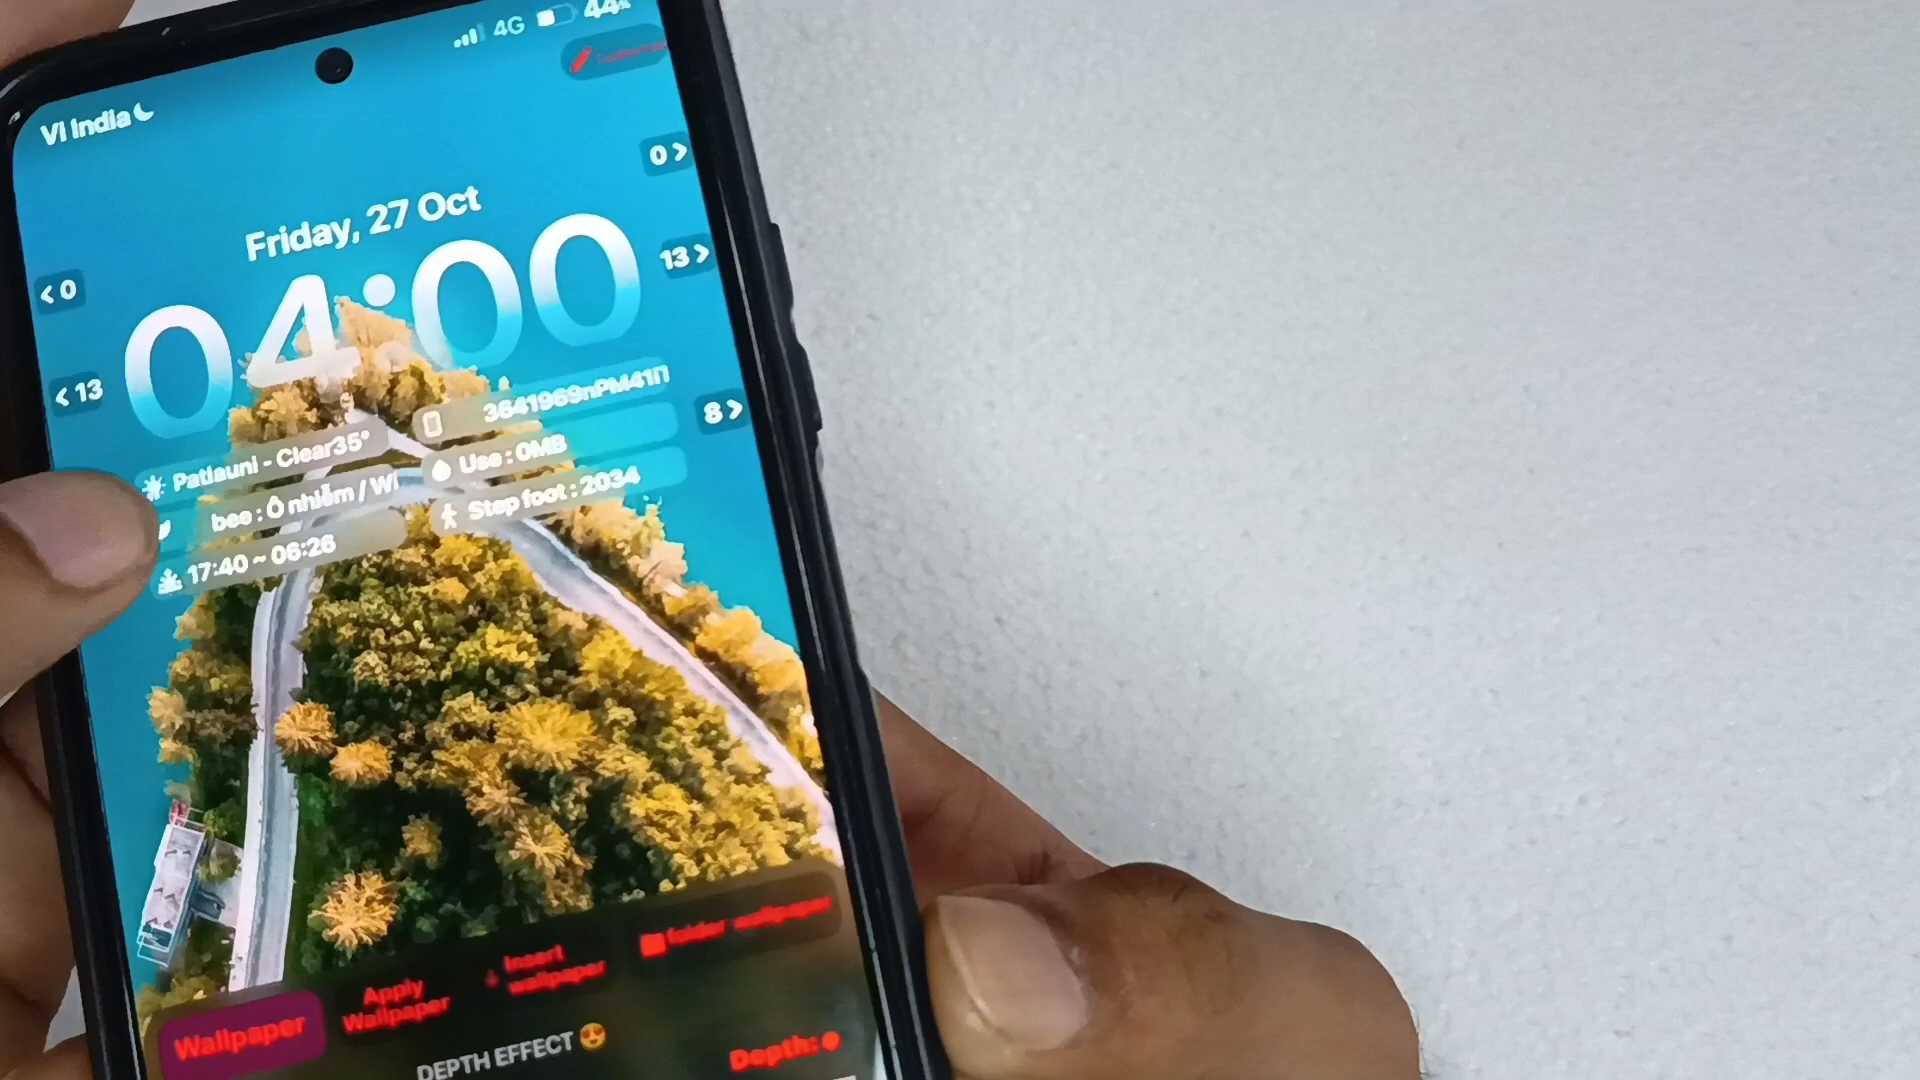 4G 44%
VI India
0 >
Friday, 27 Oct
< 0
04:00
13 >
< 13
8 >
Patlauni - Clear35°
bee : Ô nhiễm / Wi
17:40 ~ 06:26
3641969nPM41
Use : 0MB
Step foot : 2034
Wallpaper
Apply
Wallpaper
Insert
wallpaper
folder wallpaper
DEPTH EFFECT 😍
Depth: